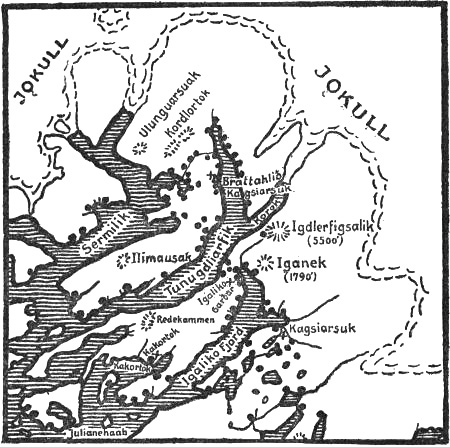 JOKULL
JOKULL
Ulunguarsuak
Kordlortok
Brattahlid
Kagsiarsuk
Korok
Sermilik
Igdlerfigsalik
(5500')
Ilimausak
Tunugdliarfik
Iganek
(1790')
Igaliko
Gardar
Redekammen
Kagsiarsuk
Kakortok
Kakortok
Igaliko Fjord
Julianehaab